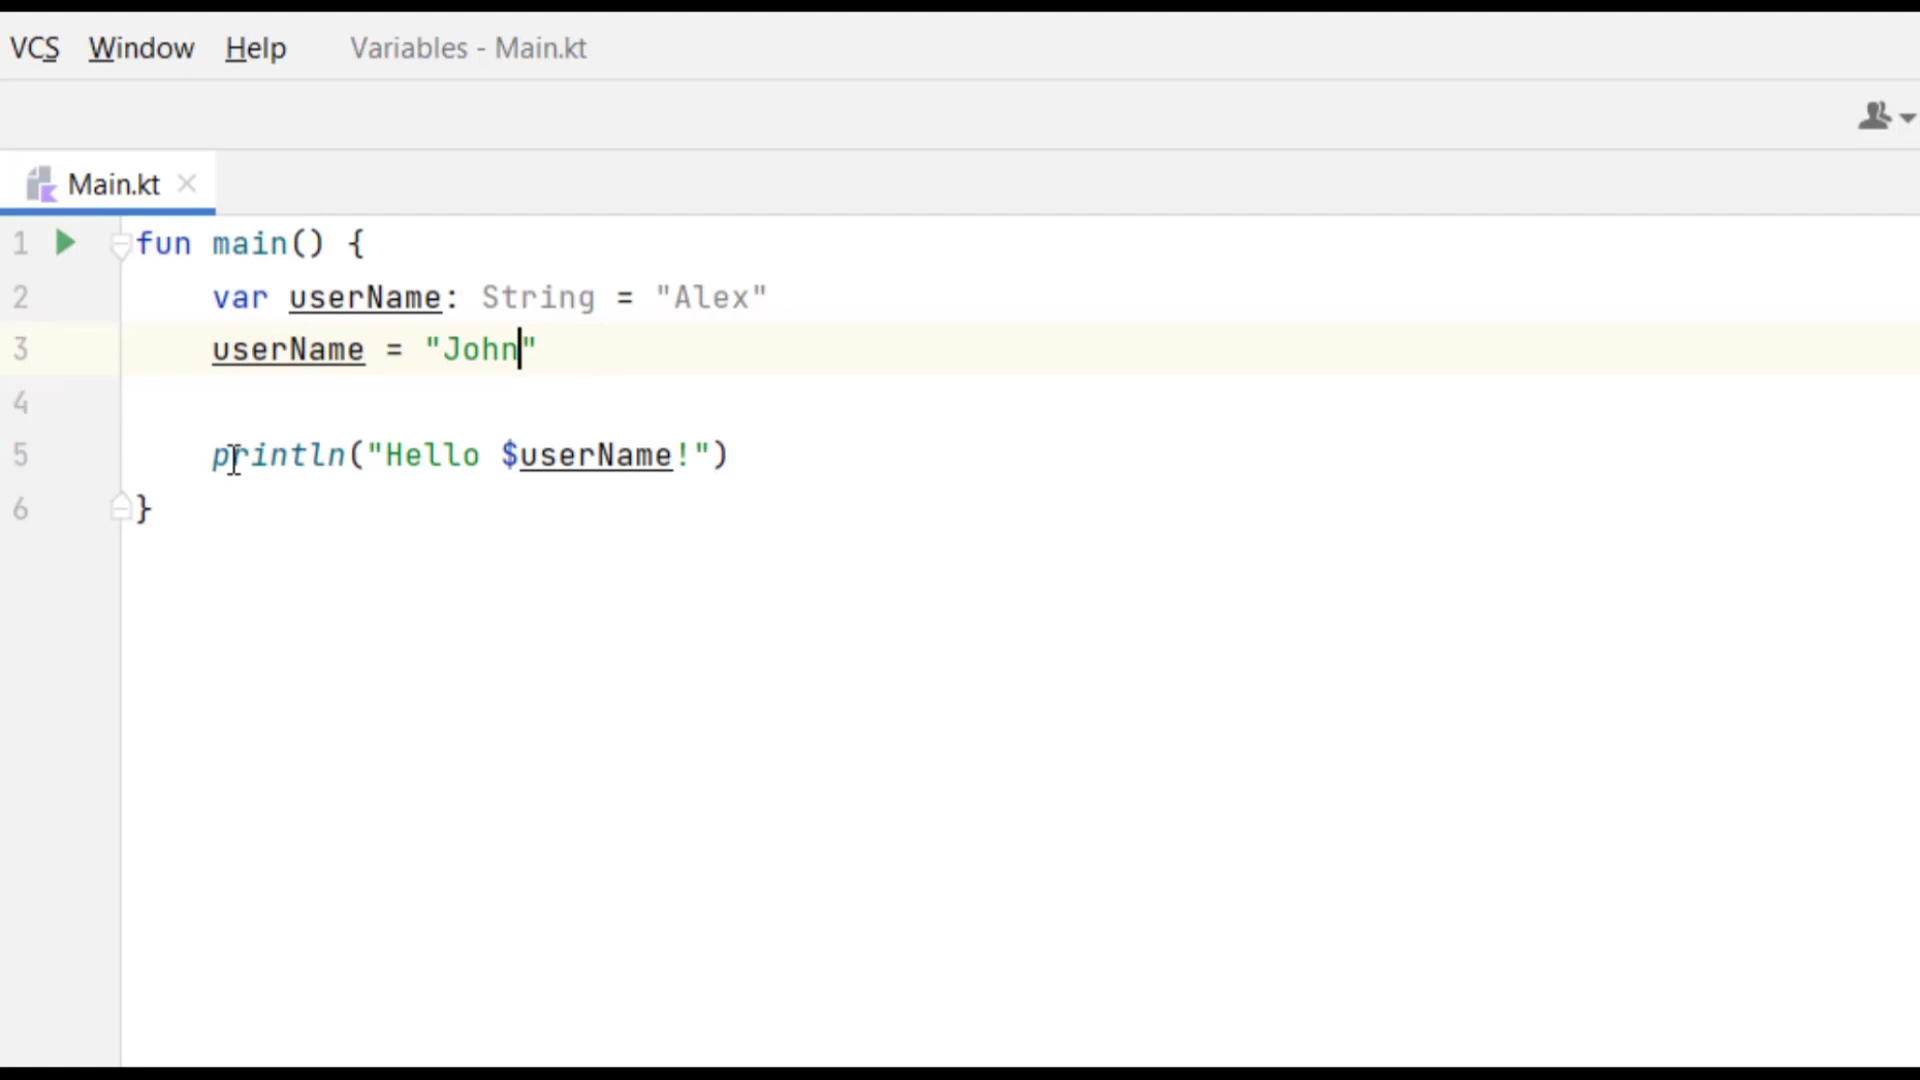 VCS Window Help Variables - Main.kt
Main.kt
1 fun main() {
2 var userName: String = "Alex"
3 userName = "John"
4
5 println("Hello $userName!")
6 }